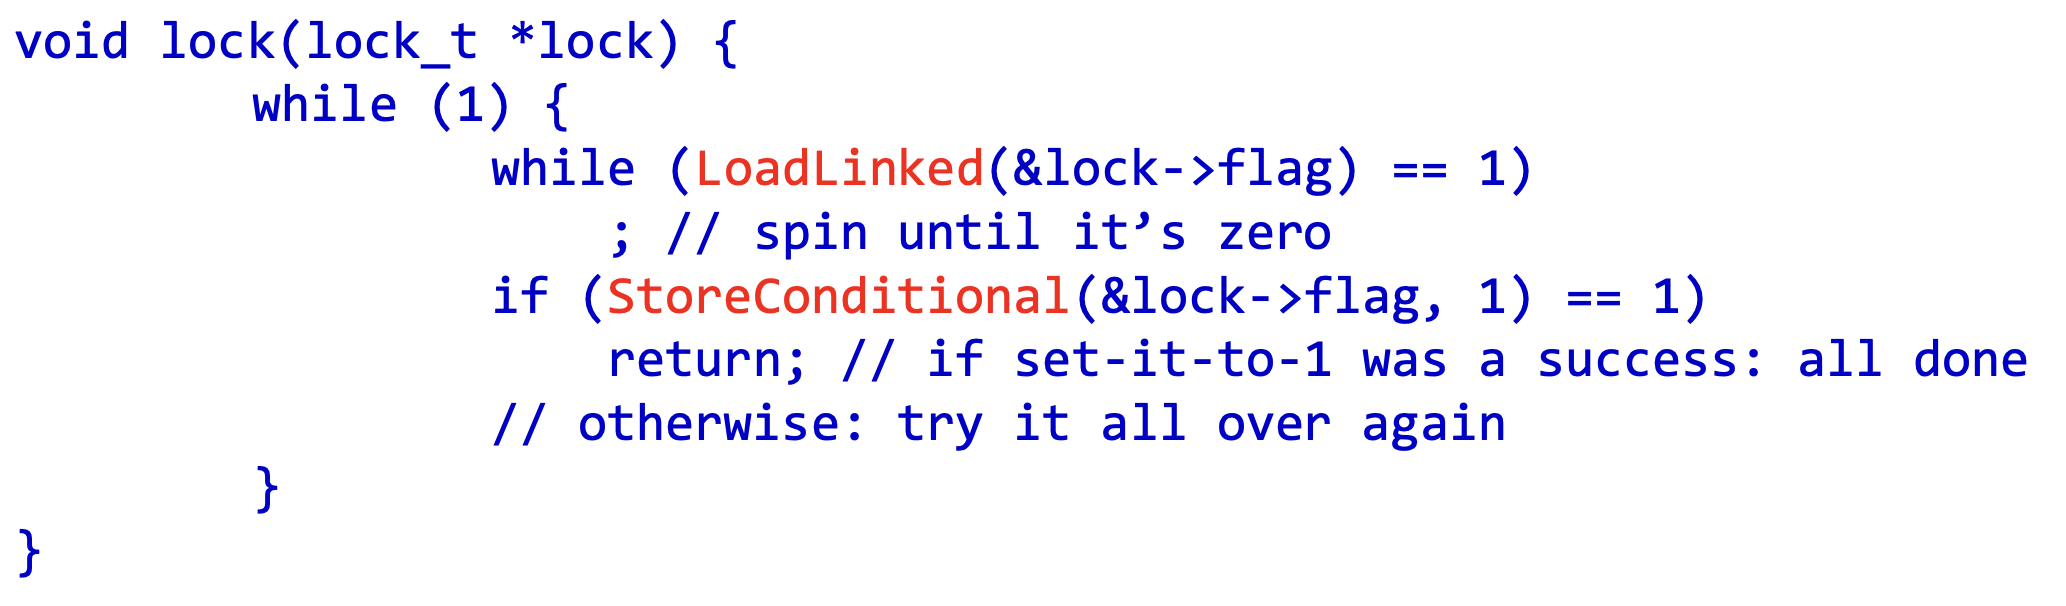 void lock(lock_t *lock) {
while (1) {
while (LoadLinked(&lock->flag) == 1)
; // spin until it’s zero
if (StoreConditional(&lock->flag, 1) == 1)
return; // if set-it-to-1 was a success: all done
// otherwise: try it all over again
}
}